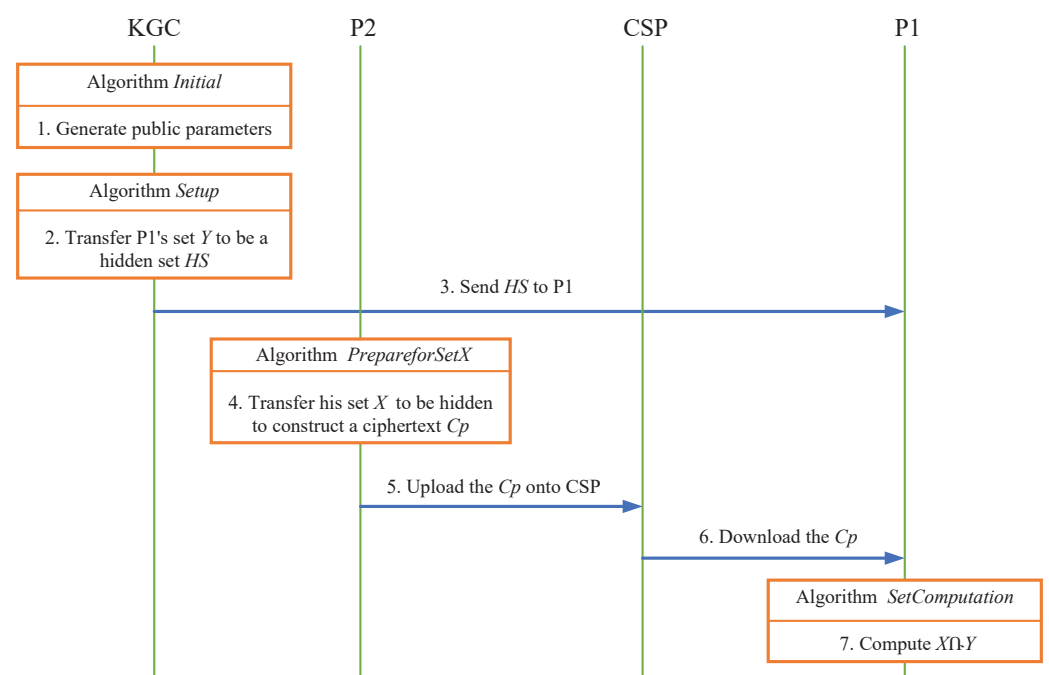 KGC P2 CSP P1
Algorithm Initial
1. Generate public parameters
Algorithm Setup
2. Transfer P1's set Y to be a
hidden set HS
3. Send HS to P1
Algorithm PrepareforSetX
4. Transfer his set X to be hidden
to construct a ciphertext Cp
5. Upload the Cp onto CSP
6. Download the Cp
Algorithm SetComputation
7. Compute X∩Y